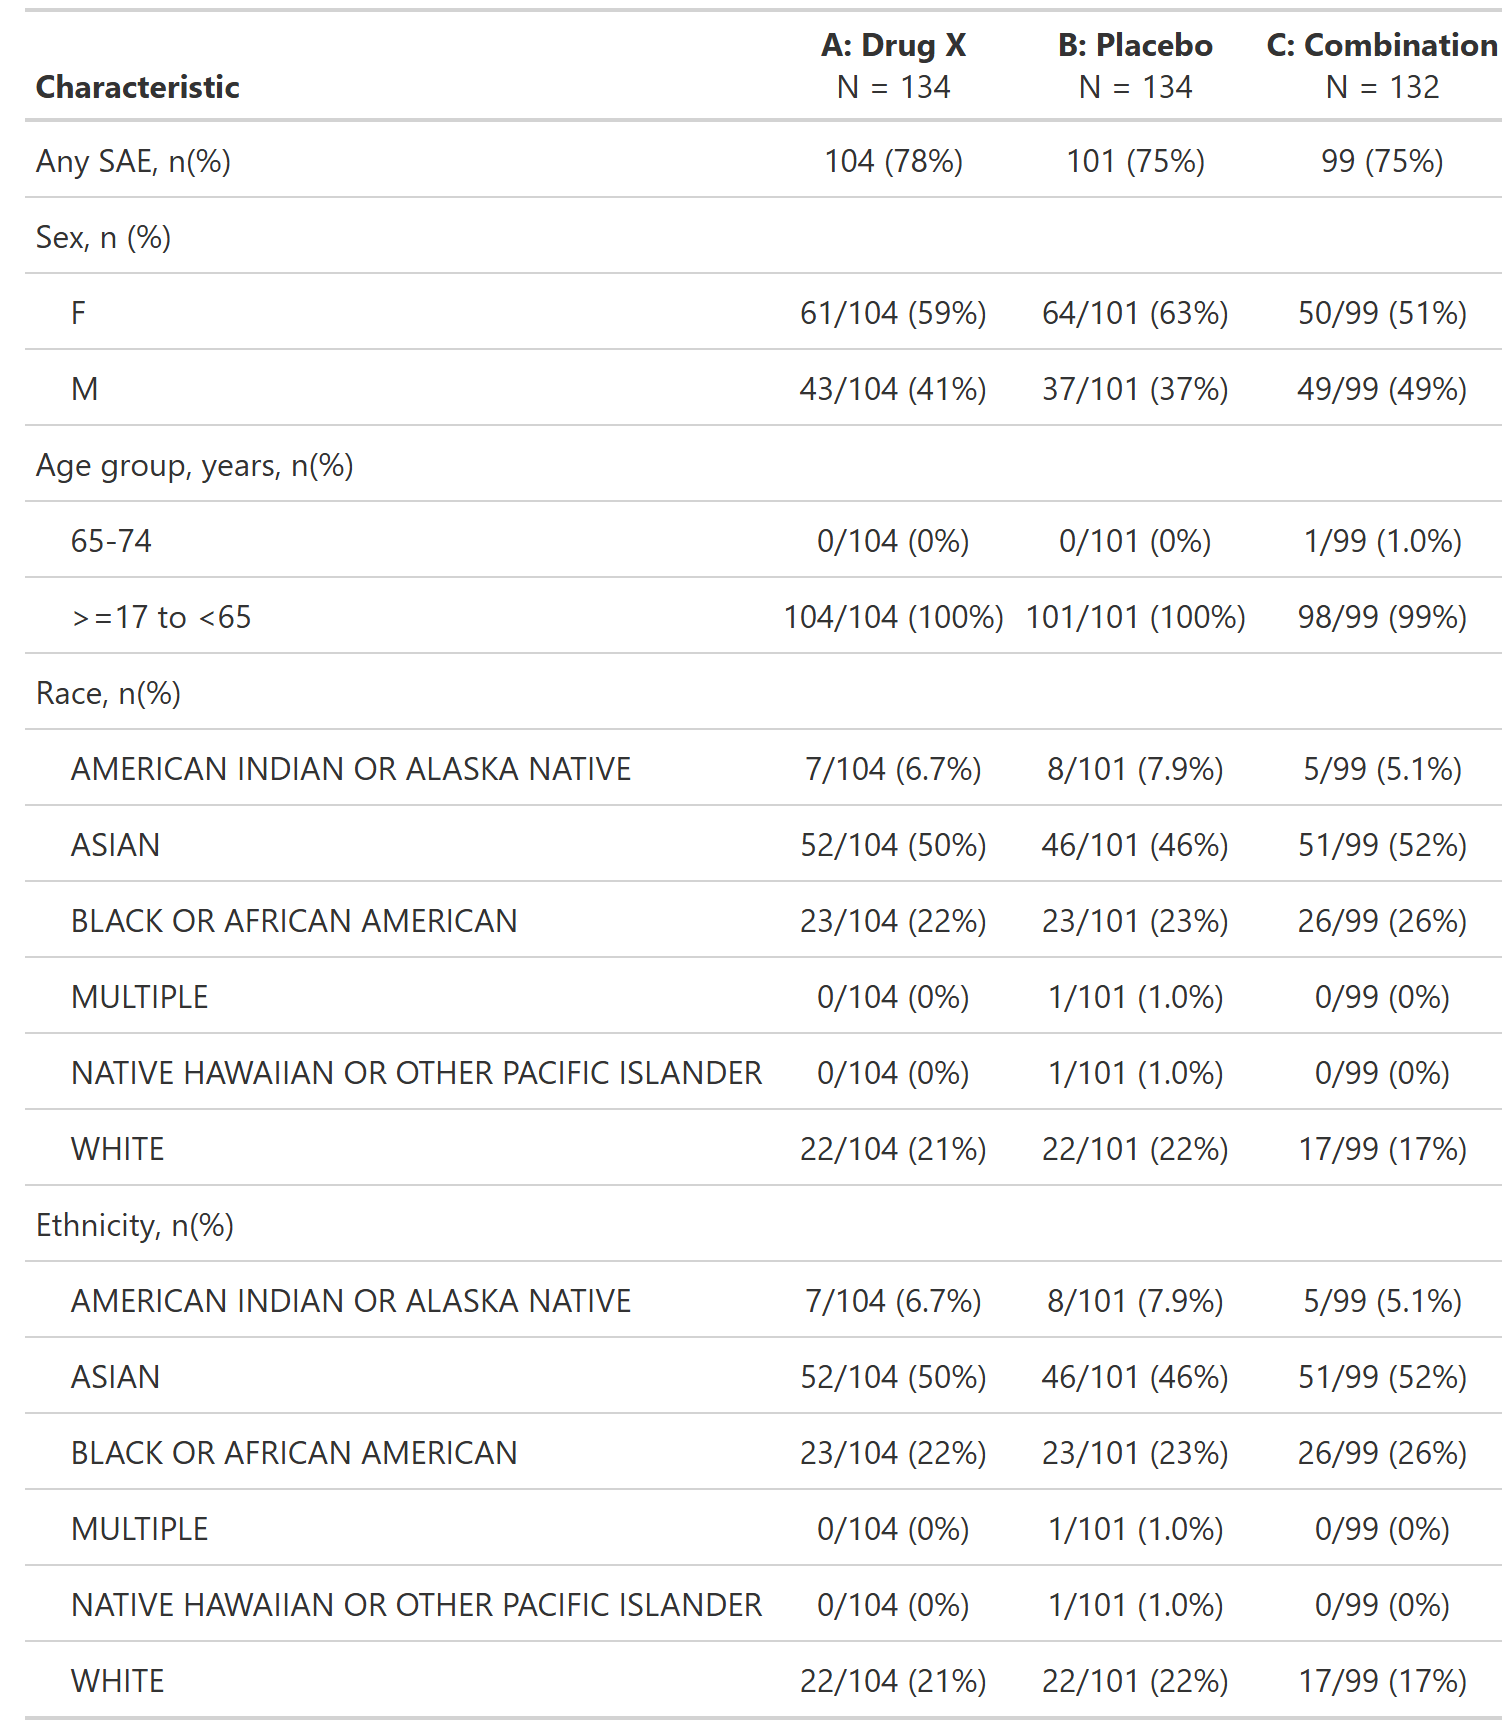 Characteristic A: Drug X N = 134 B: Placebo N = 134 C: Combination N = 132
Any SAE, n(%) 104 (78%) 101 (75%) 99 (75%)
Sex, n (%)
F 61/104 (59%) 64/101 (63%) 50/99 (51%)
M 43/104 (41%) 37/101 (37%) 49/99 (49%)
Age group, years, n(%)
65-74 0/104 (0%) 0/101 (0%) 1/99 (1.0%)
>=17 to <65 104/104 (100%) 101/101 (100%) 98/99 (99%)
Race, n(%)
AMERICAN INDIAN OR ALASKA NATIVE 7/104 (6.7%) 8/101 (7.9%) 5/99 (5.1%)
ASIAN 52/104 (50%) 46/101 (46%) 51/99 (52%)
BLACK OR AFRICAN AMERICAN 23/104 (22%) 23/101 (23%) 26/99 (26%)
MULTIPLE 0/104 (0%) 1/101 (1.0%) 0/99 (0%)
NATIVE HAWAIIAN OR OTHER PACIFIC ISLANDER 0/104 (0%) 1/101 (1.0%) 0/99 (0%)
WHITE 22/104 (21%) 22/101 (22%) 17/99 (17%)
Ethnicity, n(%)
AMERICAN INDIAN OR ALASKA NATIVE 7/104 (6.7%) 8/101 (7.9%) 5/99 (5.1%)
ASIAN 52/104 (50%) 46/101 (46%) 51/99 (52%)
BLACK OR AFRICAN AMERICAN 23/104 (22%) 23/101 (23%) 26/99 (26%)
MULTIPLE 0/104 (0%) 1/101 (1.0%) 0/99 (0%)
NATIVE HAWAIIAN OR OTHER PACIFIC ISLANDER 0/104 (0%) 1/101 (1.0%) 0/99 (0%)
WHITE 22/104 (21%) 22/101 (22%) 17/99 (17%)